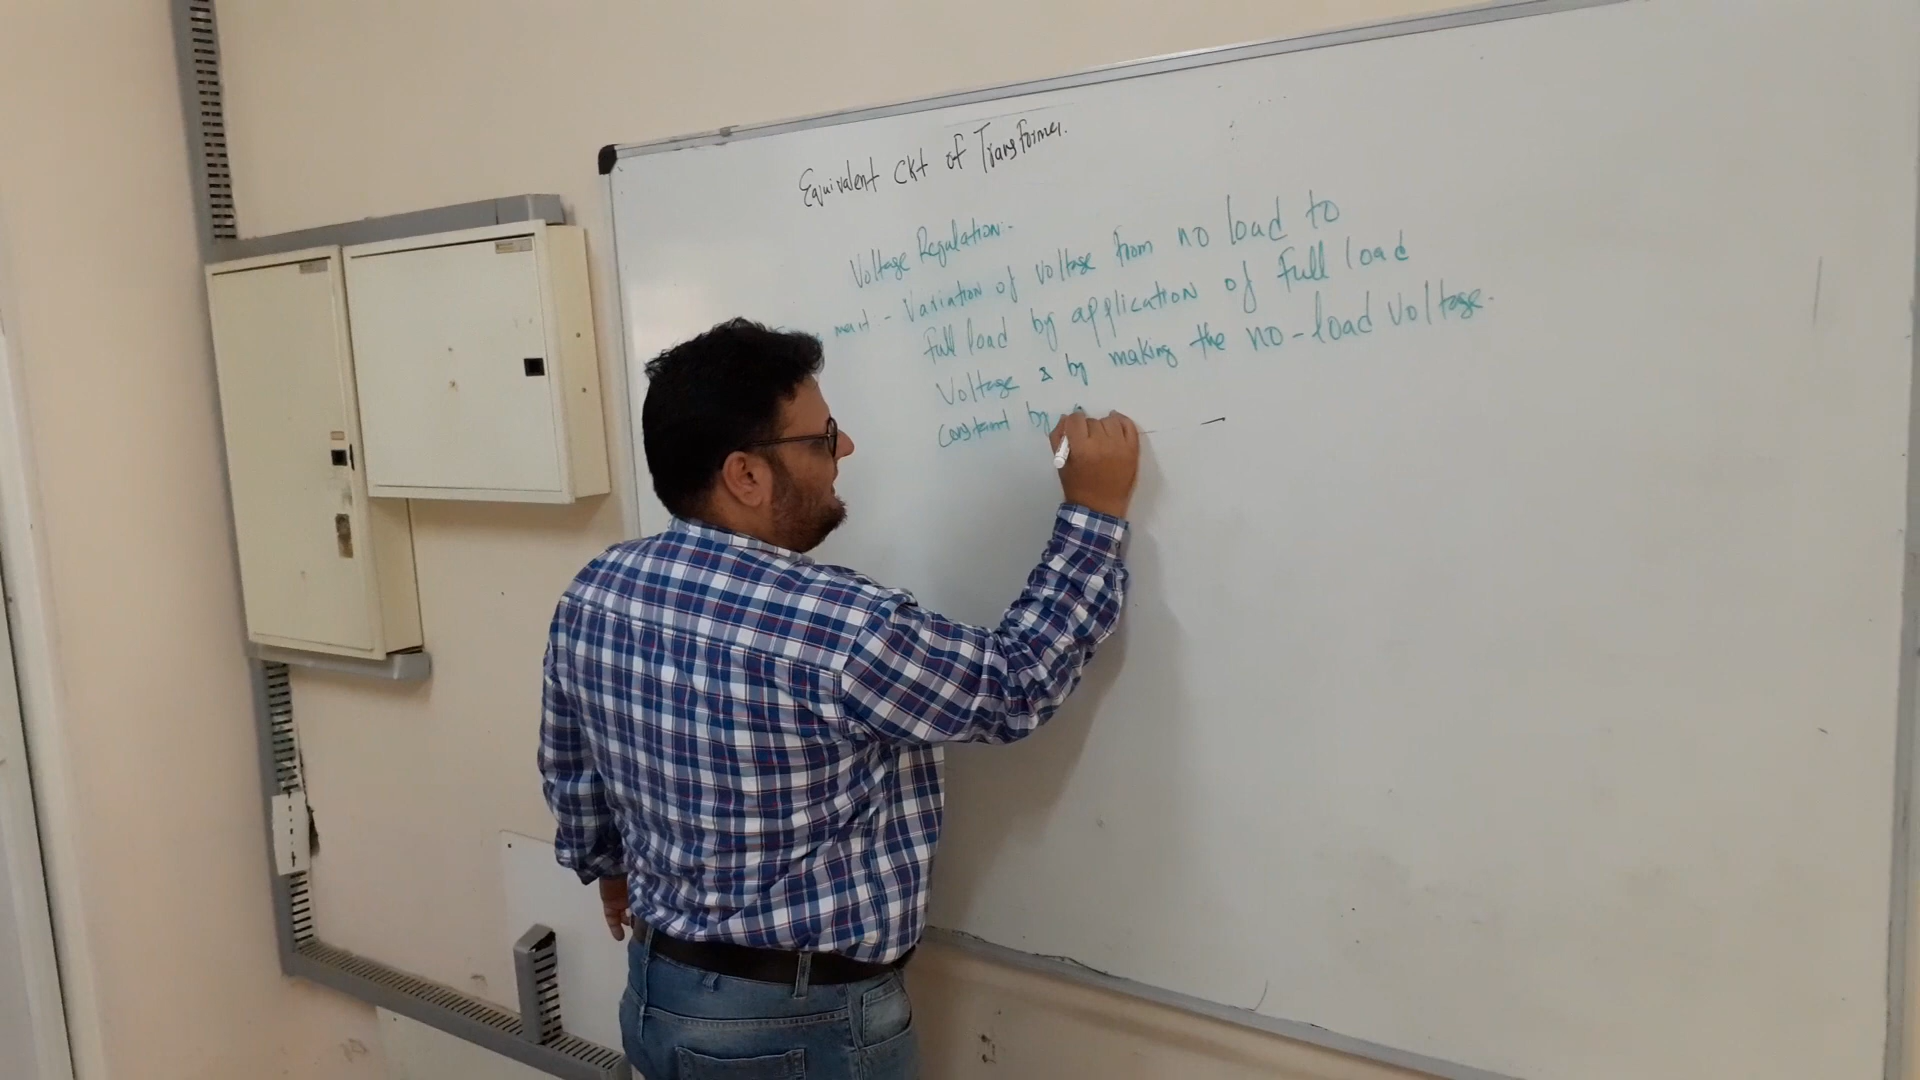 Equivalent Ckt of Transformer.
Voltage Regulation:-
:- Variation of voltage from no load to
full load by application of full load
Voltage & by making the no-load voltage.
constant by